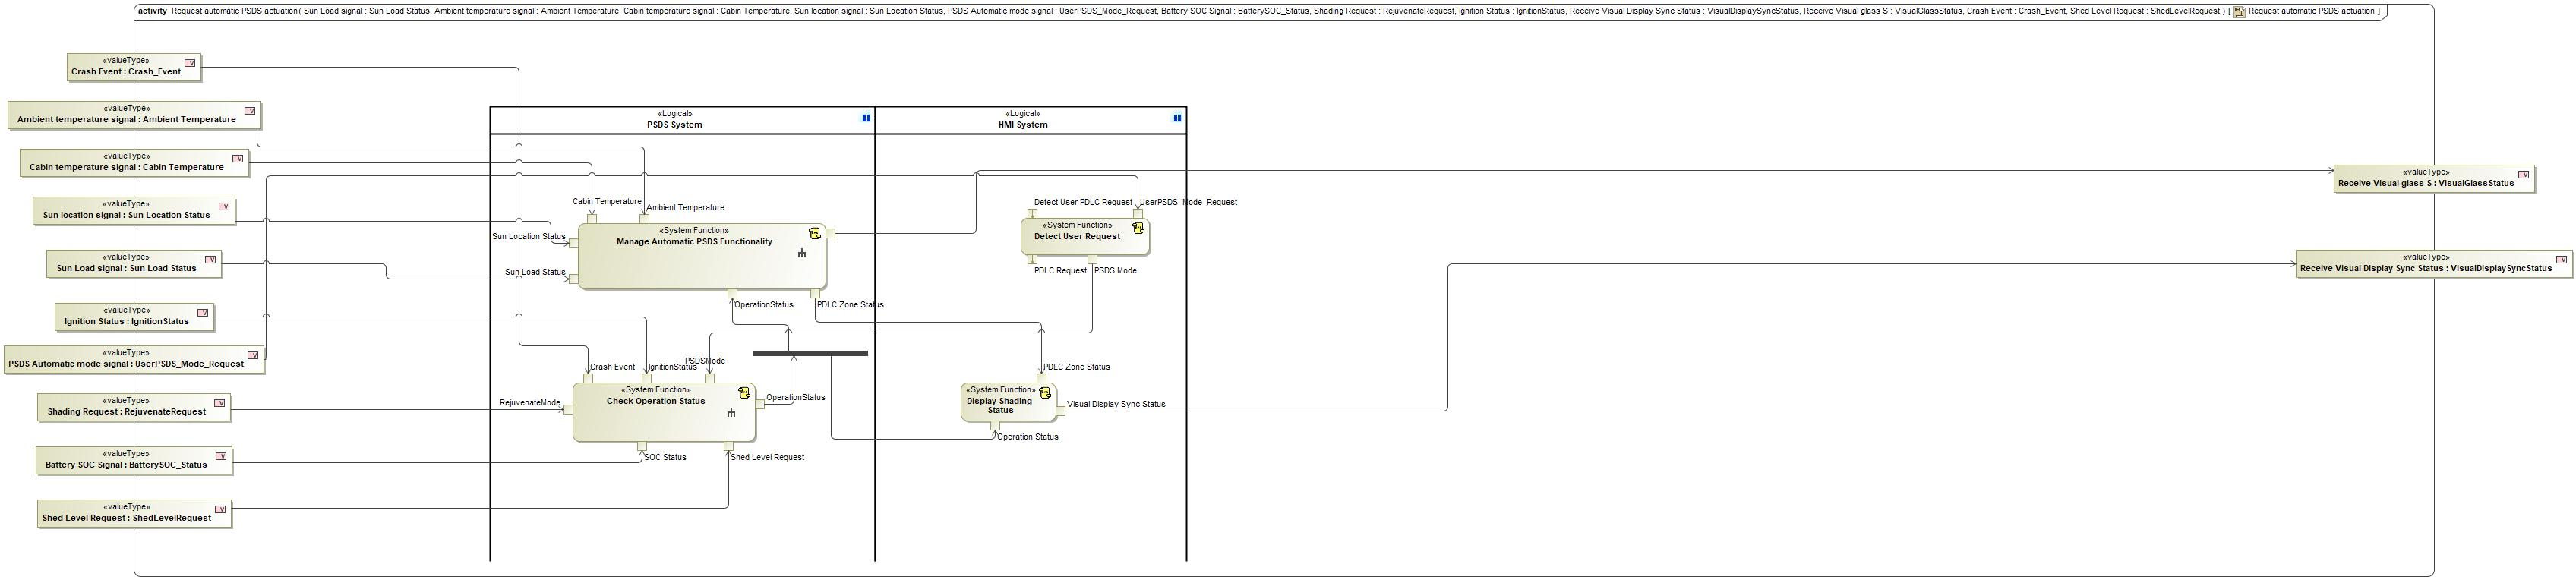 activity Request automatic PSDS actuation( Sun Load signal : Sun Load Status, Ambient temperature signal : Ambient Temperature, Cabin temperature signal : Cabin Temperature, Sun location signal : Sun Location Status, PSDS Automatic mode signal : UserPSDS_Mode_Request, Battery SOC Signal : BatterySOC_Status, Shading Request : RejuvenateRequest, Ignition Status : IgnitionStatus, Receive Visual Display Sync Status : VisualDisplaySyncStatus, Receive Visual glass S : VisualGlassStatus, Crash Event : Crash_Event, Shed Level Request : ShedLevelRequest ) [ Request automatic PSDS actuation ]
«valueType»
Crash Event : Crash_Event
«valueType»
Ambient temperature signal : Ambient Temperature
«valueType»
Cabin temperature signal : Cabin Temperature
«valueType»
Sun location signal : Sun Location Status
«valueType»
Sun Load signal : Sun Load Status
«valueType»
Ignition Status : IgnitionStatus
«valueType»
PSDS Automatic mode signal : UserPSDS_Mode_Request
«valueType»
Shading Request : RejuvenateRequest
«valueType»
Battery SOC Signal : BatterySOC_Status
«valueType»
Shed Level Request : ShedLevelRequest
«Logical»
PSDS System
Cabin Temperature
Ambient Temperature
Sun Location Status
Sun Load Status
«System Function»
Manage Automatic PSDS Functionality
OperationStatus
PDLC Zone Status
Crash Event
IgnitionStatus
PSDSMode
RejuvenateMode
«System Function»
Check Operation Status
OperationStatus
SOC Status
Shed Level Request
«Logical»
HMI System
Detect User PDLC Request
UserPSDS_Mode_Request
«System Function»
Detect User Request
PDLC Request
PSDS Mode
PDLC Zone Status
«System Function»
Display Shading
Status
Visual Display Sync Status
Operation Status
«valueType»
Receive Visual glass S : VisualGlassStatus
«valueType»
Receive Visual Display Sync Status : VisualDisplaySyncStatus